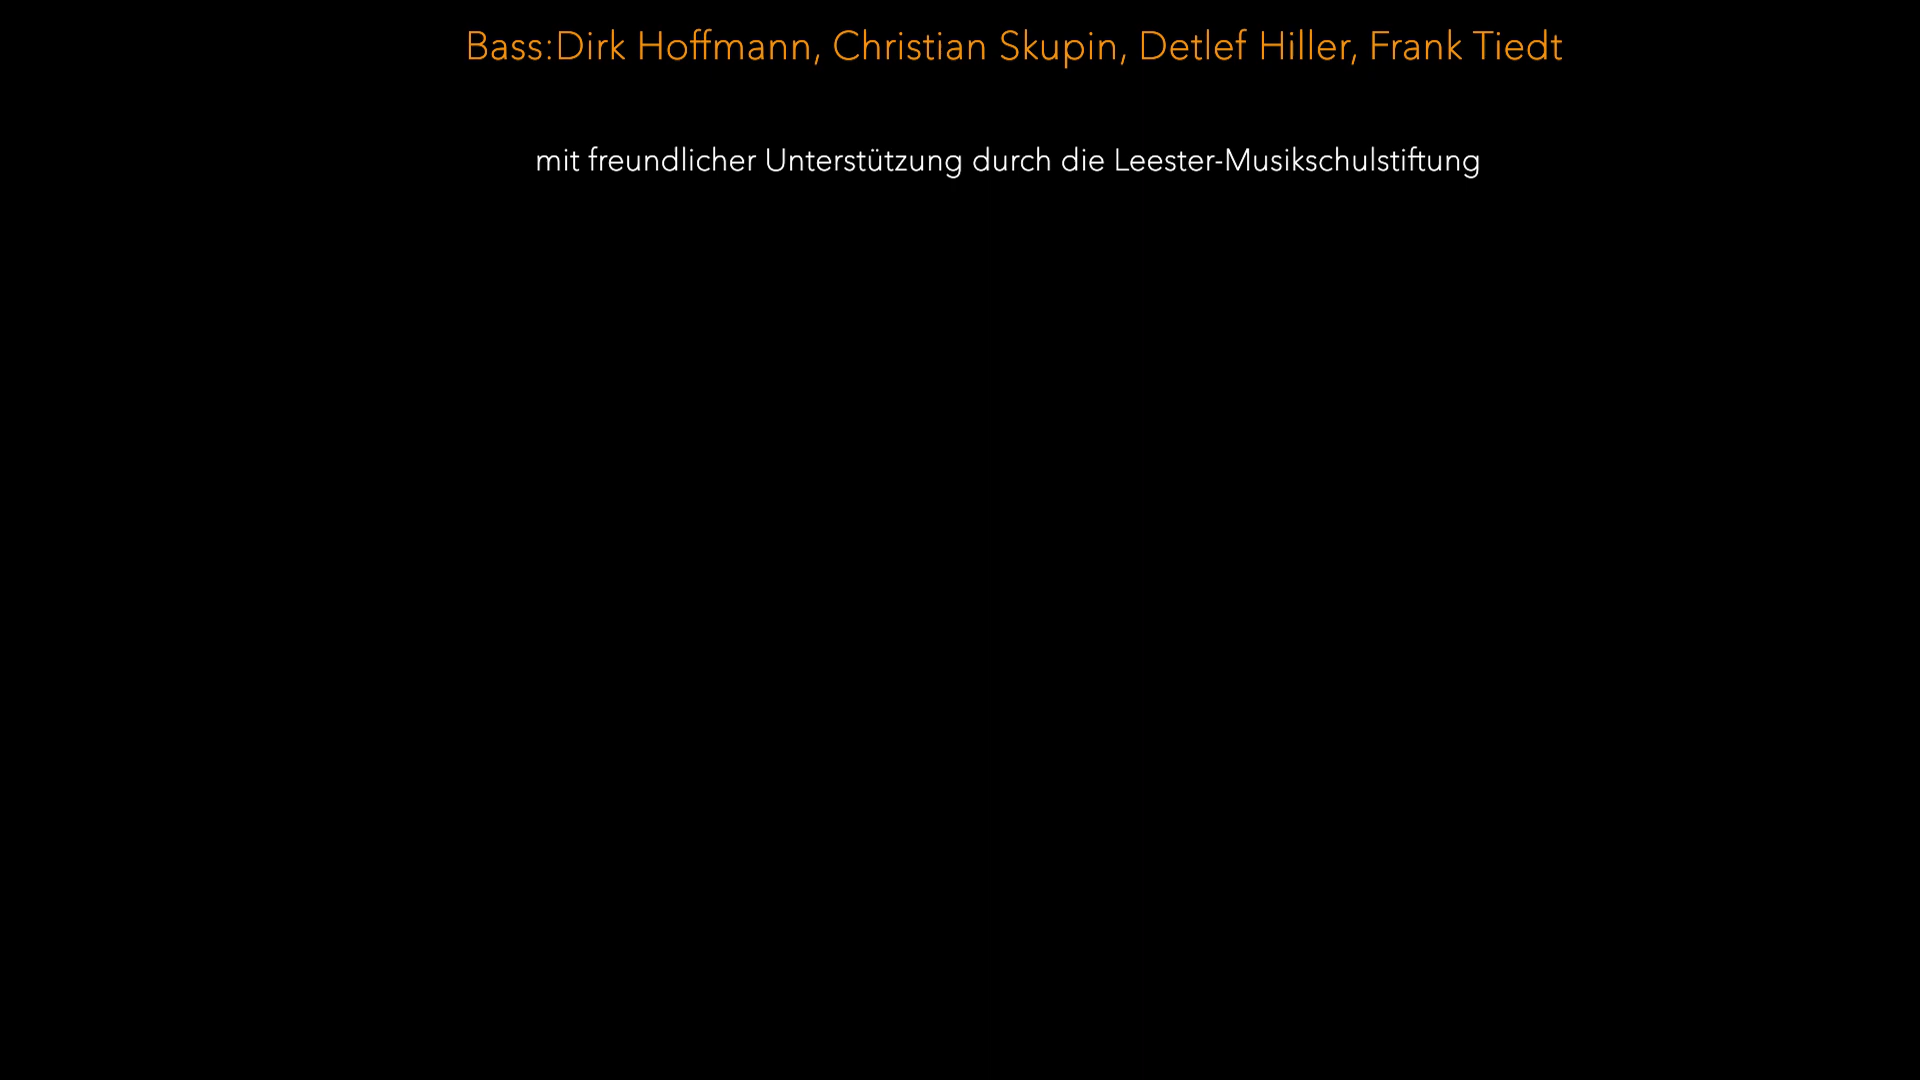 Bass:Dirk Hoffmann, Christian Skupin, Detlef Hiller, Frank Tiedt
mit freundlicher Unterstützung durch die Leester-Musikschulstiftung